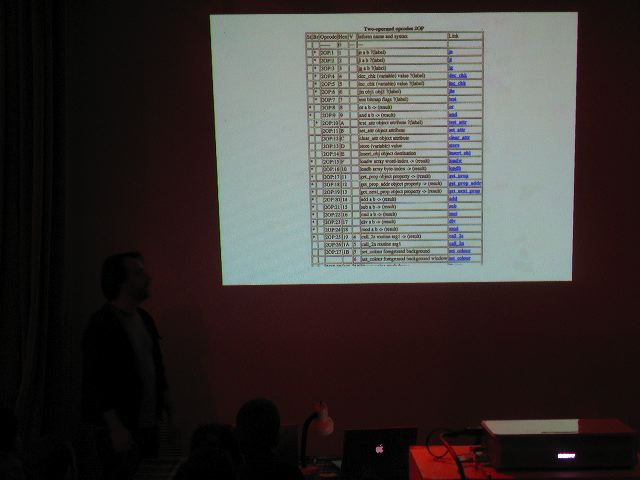 Two-operand opcodes 2OP
St Br Opcode Hex V Inform name and syntax Link
------ 0 --- ---
* 2OP:1 1 je a b ?(label) je
* 2OP:2 2 jl a b ?(label) jl
* 2OP:3 3 jg a b ?(label) jg
* 2OP:4 4 dec_chk (variable) value ?(label) dec_chk
* 2OP:5 5 inc_chk (variable) value ?(label) inc_chk
* 2OP:6 6 jin obj1 obj2 ?(label) jin
* 2OP:7 7 test bitmap flags ?(label) test
* 2OP:8 8 or a b -> (result) or
* 2OP:9 9 and a b -> (result) and
* 2OP:10 A test_attr object attribute ?(label) test_attr
2OP:11 B set_attr object attribute set_attr
2OP:12 C clear_attr object attribute clear_attr
2OP:13 D store (variable) value store
2OP:14 E insert_obj object destination insert_obj
* 2OP:15 F loadw array word-index -> (result) loadw
* 2OP:16 10 loadb array byte-index -> (result) loadb
* 2OP:17 11 get_prop object property -> (result) get_prop
* 2OP:18 12 get_prop_addr object property -> (result) get_prop_addr
* 2OP:19 13 get_next_prop object property -> (result) get_next_prop
* 2OP:20 14 add a b -> (result) add
* 2OP:21 15 sub a b -> (result) sub
* 2OP:22 16 mul a b -> (result) mul
* 2OP:23 17 div a b -> (result) div
* 2OP:24 18 mod a b -> (result) mod
* 2OP:25 19 4 call_2s routine arg1 -> (result) call_2s
2OP:26 1A 5 call_2n routine arg1 call_2n
2OP:27 1B 5 set_colour foreground background set_colour
6 set_colour foreground background window set_colour